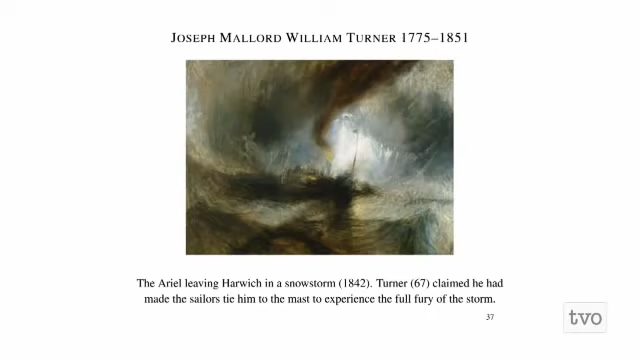 JOSEPH MALLORD WILLIAM TURNER 1775–1851
The Ariel leaving Harwich in a snowstorm (1842). Turner (67) claimed he had
made the sailors tie him to the mast to experience the full fury of the storm.
37
tvo